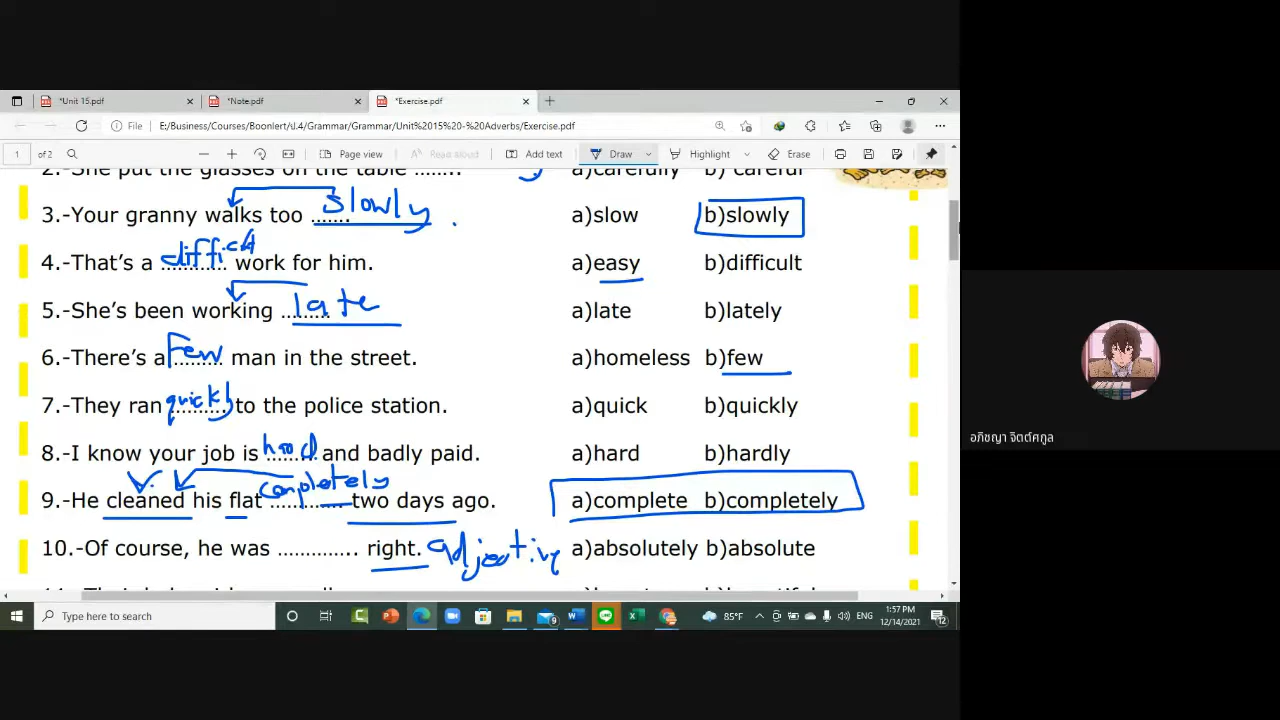 *Unit 15.pdf
*Note.pdf
*Exercise.pdf
File E:/Business/Courses/Boonlert/ป.4/Grammar/Grammar/Unit%2015%20-%20Adverbs/Exercise.pdf
1 of 2 Page view Read aloud Add text Draw Highlight Erase
2.-She put the glasses on the table ........ a)carefully b) careful
3.-Your granny walks too ....... slowly . a)slow b)slowly
4.-That's a ........... work for him. a)easy b)difficult
5.-She's been working ........ late a)late b)lately
6.-There's a ........ man in the street. Few a)homeless b)few
7.-They ran ......... to the police station. quickly a)quick b)quickly
8.-I know your job is ........ and badly paid. a)hard b)hardly
9.-He cleaned his flat ............. two days ago. completely a)complete b)completely
10.-Of course, he was .............. right. adjective a)absolutely b)absolute
อภิชญา จิตต์ศกูล
Type here to search
9
85°F
ENG
1:57 PM
12/14/2021
12